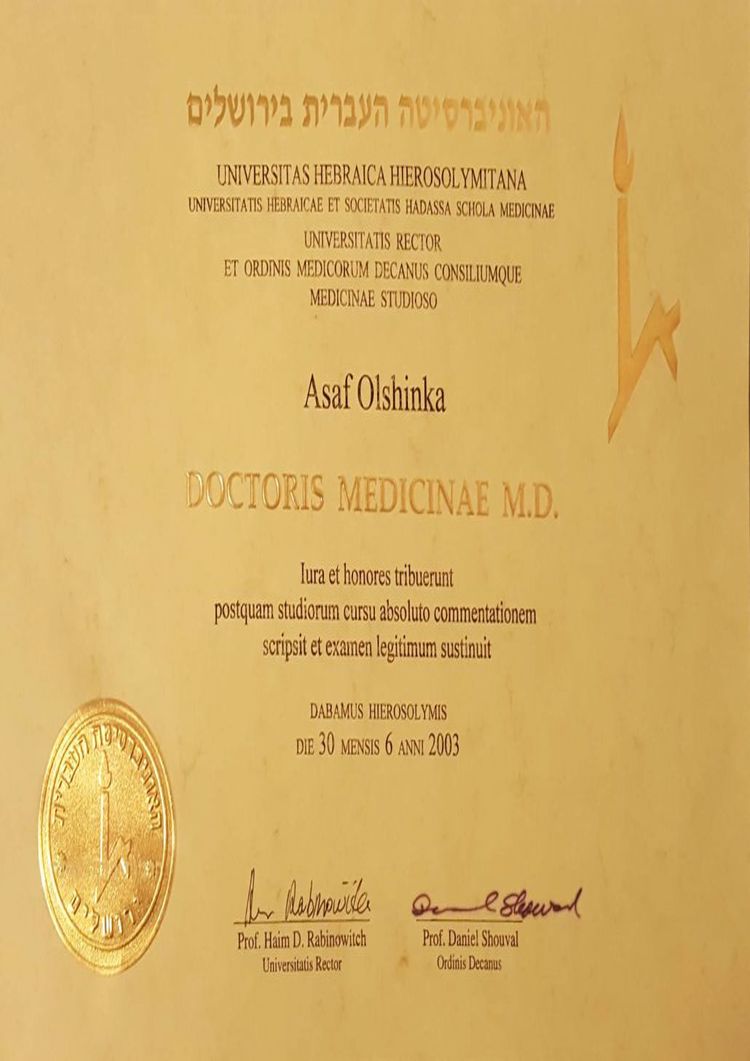 האוניברסיטה העברית בירושלים
UNIVERSITAS HEBRAICA HIEROSOLYMITANA
UNIVERSITATIS HEBRAICAE ET SOCIETATIS HADASSA SCHOLA MEDICINAE
UNIVERSITATIS RECTOR
ET ORDINIS MEDICORUM DECANUS CONSILIUMQUE
MEDICINAE STUDIOSO
Asaf Olshinka
DOCTORIS MEDICINAE M.D.
Iura et honores tribuerunt
postquam studiorum cursu absoluto commentationem
scripsit et examen legitimum sustinuit
DABAMUS HIEROSOLYMIS
DIE 30 MENSIS 6 ANNI 2003
האוניברסיטה העברית
ירושלים
Prof. Haim D. Rabinowitch
Universitatis Rector
Prof. Daniel Shouval
Ordinis Decanus